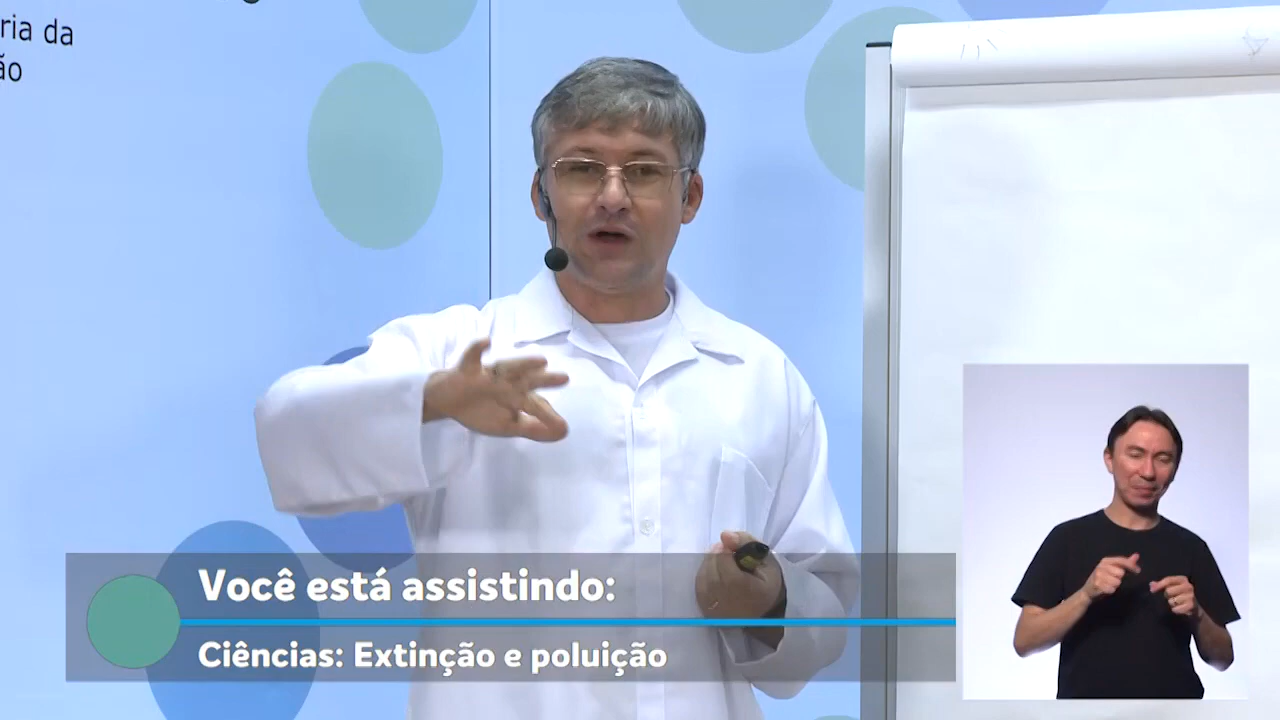 ria da
ão
Você está assistindo:
Ciências: Extinção e poluição